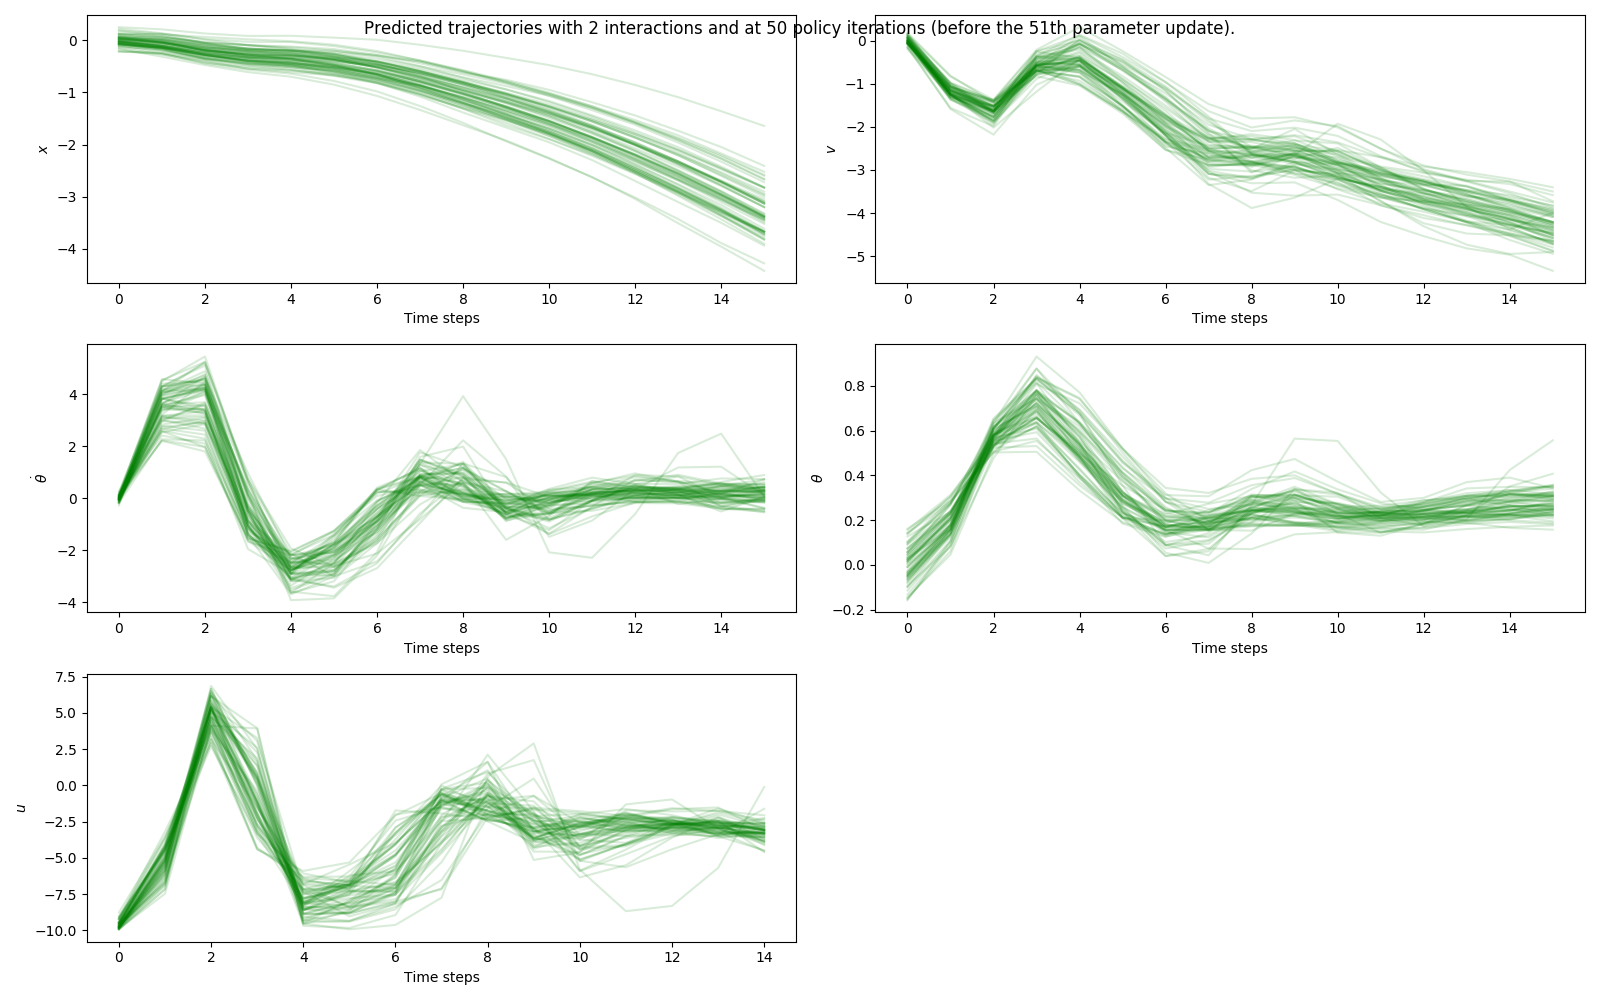 Predicted trajectories with 2 interactions and at 50 policy iterations (before the 51th parameter update).
0
−1
−2
−3
−4
x
0 2 4 6 8 10 12 14
Time steps
0
−1
−2
−3
−4
−5
v
0 2 4 6 8 10 12 14
Time steps
4
2
0
−2
−4
θ̇
0 2 4 6 8 10 12 14
Time steps
0.8
0.6
0.4
0.2
0.0
−0.2
θ
0 2 4 6 8 10 12 14
Time steps
7.5
5.0
2.5
0.0
−2.5
−5.0
−7.5
−10.0
u
0 2 4 6 8 10 12 14
Time steps